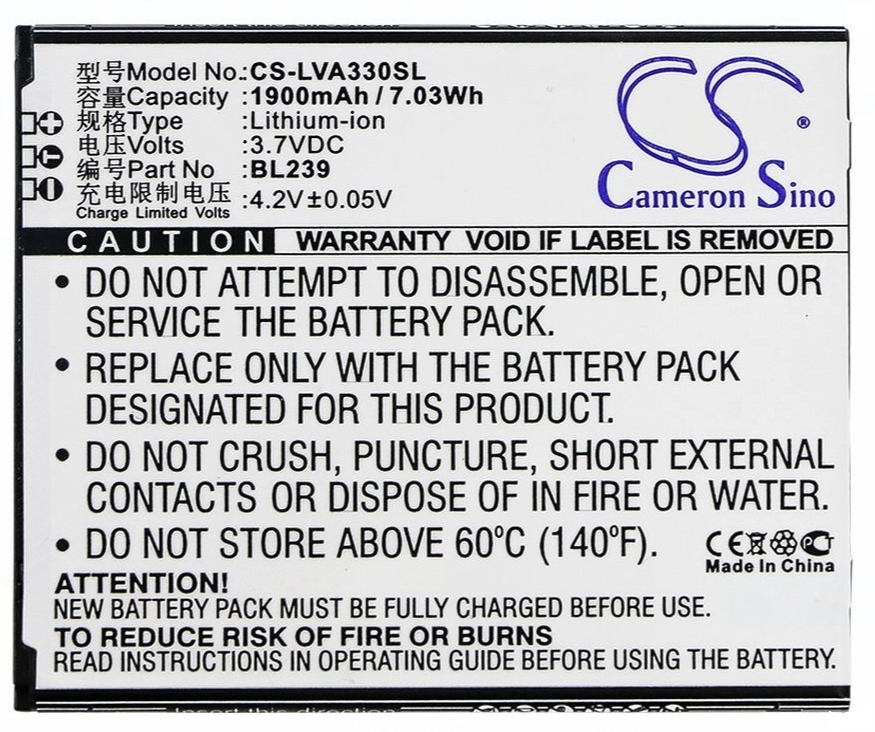 型号Model No.:CS-LVA330SL
容量Capacity :1900mAh / 7.03Wh
规格Type :Lithium-ion
电压Volts :3.7VDC
编号Part No :BL239
充电限制电压 :4.2V±0.05V
Charge Limited Volts
CS
®
Cameron Sino
CAUTION WARRANTY VOID IF LABEL IS REMOVED
• DO NOT ATTEMPT TO DISASSEMBLE, OPEN OR
SERVICE THE BATTERY PACK.
• REPLACE ONLY WITH THE BATTERY PACK
DESIGNATED FOR THIS PRODUCT.
• DO NOT CRUSH, PUNCTURE, SHORT EXTERNAL
CONTACTS OR DISPOSE OF IN FIRE OR WATER.
• DO NOT STORE ABOVE 60ºC (140ºF).
CE
Made In China
ATTENTION!
NEW BATTERY PACK MUST BE FULLY CHARGED BEFORE USE.
TO REDUCE RISK OF FIRE OR BURNS
READ INSTRUCTIONS IN OPERATING GUIDE BEFORE USING THE BATTERY.